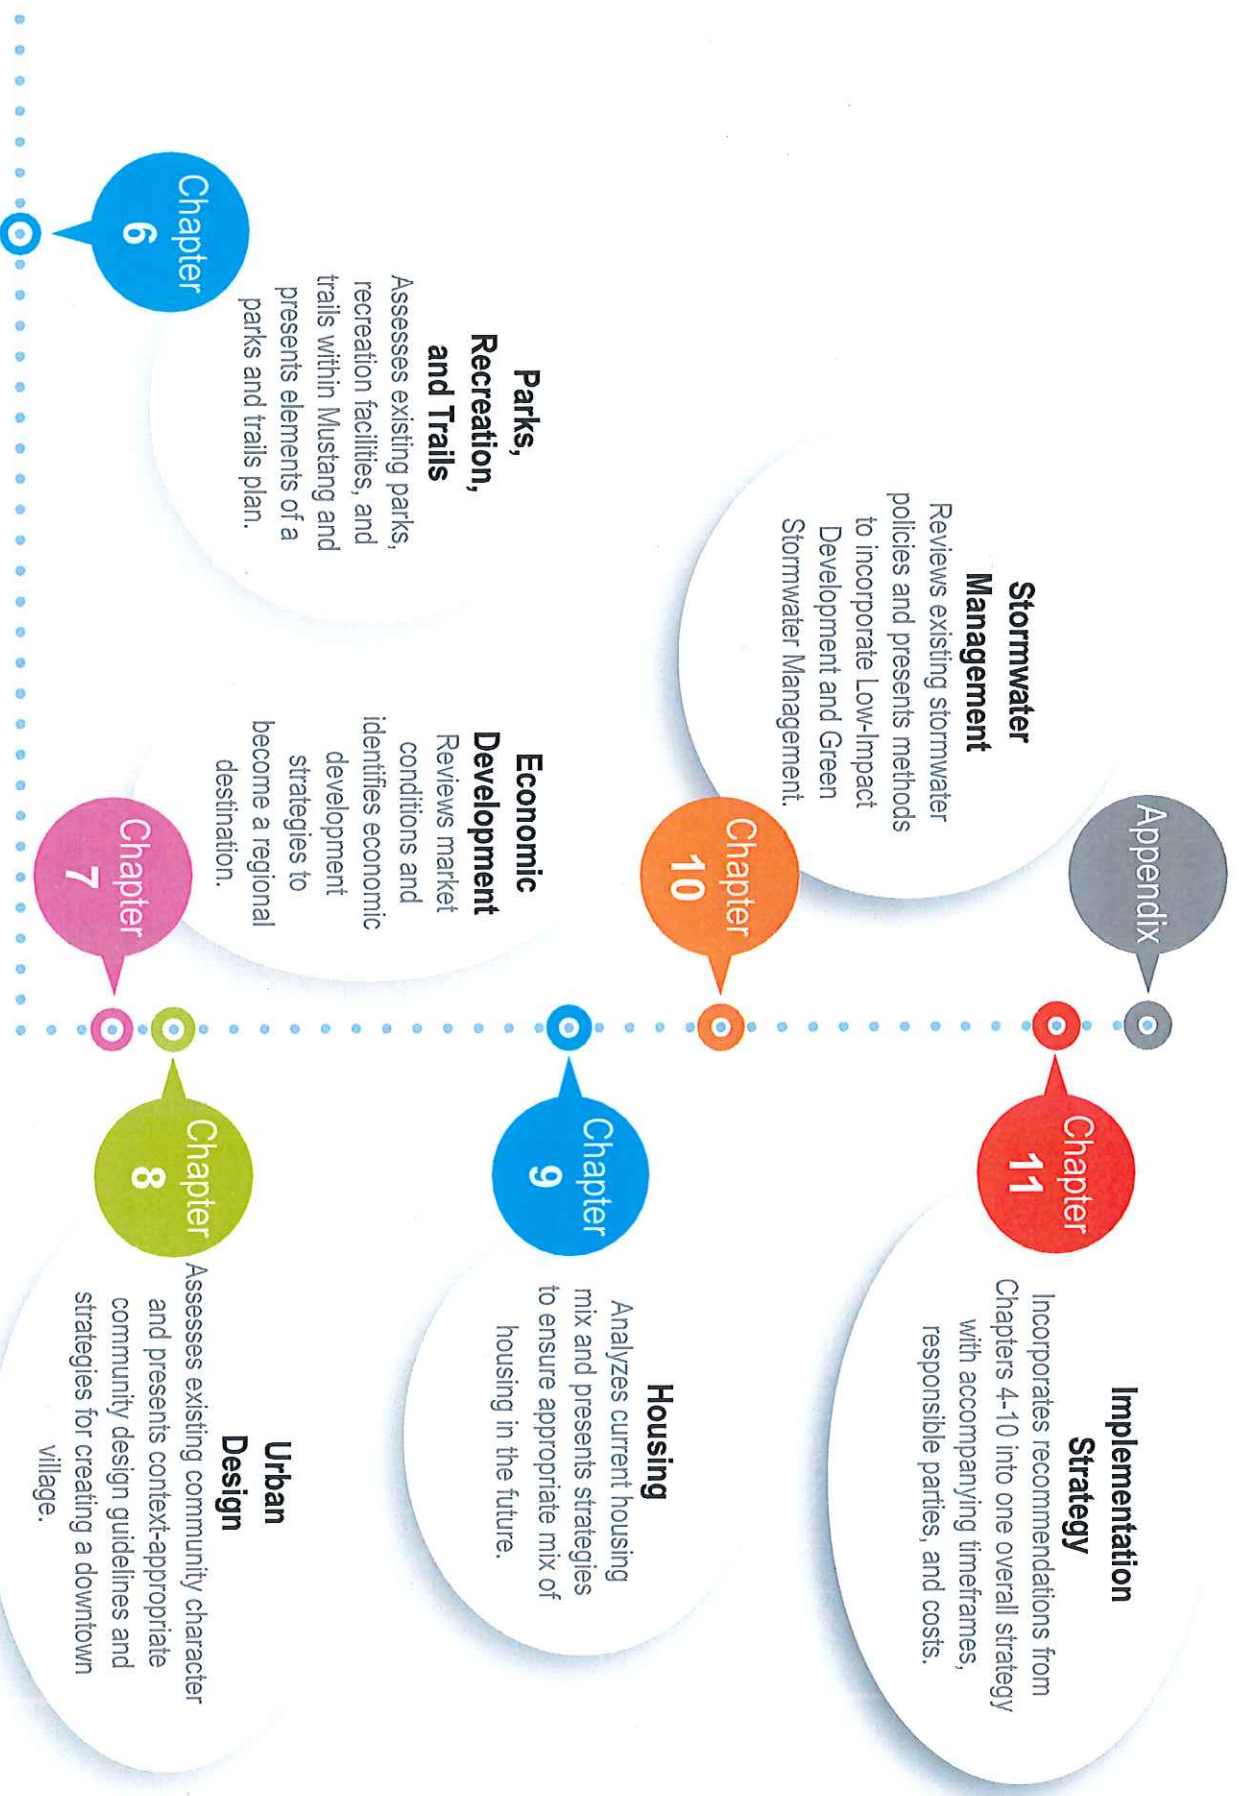 Chapter
6
Parks,
Recreation,
and Trails
Assesses existing parks,
recreation facilities, and
trails within Mustang and
presents elements of a
parks and trails plan.
Chapter
7
Economic
Development
Reviews market
conditions and
identifies economic
development
strategies to
become a regional
destination.
Chapter
8
Urban
Design
Assesses existing community character
and presents context-appropriate
community design guidelines and
strategies for creating a downtown
village.
Chapter
9
Housing
Analyzes current housing
mix and presents strategies
to ensure appropriate mix of
housing in the future.
Chapter
10
Stormwater
Management
Reviews existing stormwater
policies and presents methods
to incorporate Low-Impact
Development and Green
Stormwater Management.
Chapter
11
Implementation
Strategy
Incorporates recommendations from
Chapters 4-10 into one overall strategy
with accompanying timeframes,
responsible parties, and costs.
Appendix